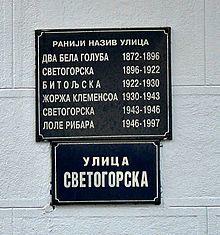 РАНИЈИ НАЗИВ УЛИЦА
ДВА БЕЛА ГОЛУБА 1872-1896
СВЕТОГОРСКА 1896-1922
БИТОЉСКА 1922-1930
ЖОРЖА КЛЕМЕНСОА 1930-1943
СВЕТОГОРСКА 1943-1946
ЛОЛЕ РИБАРА 1946-1997
УЛИЦА
СВЕТОГОРСКА